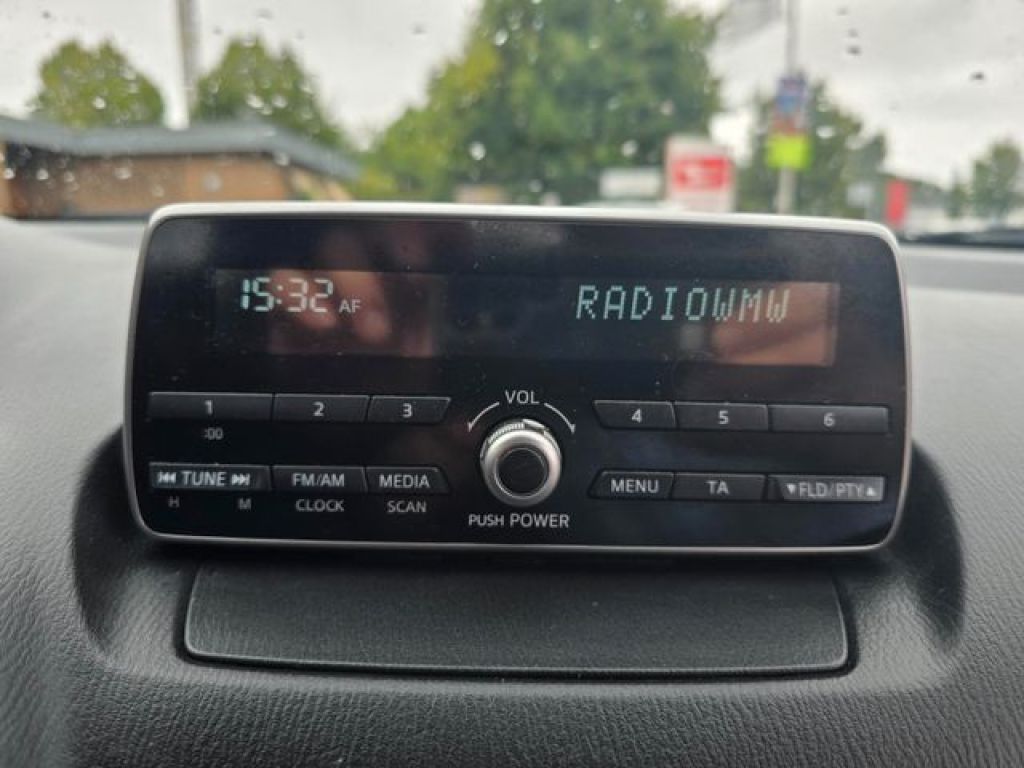 15:32 AF RADIOWMW
VOL
1 2 3 4 5 6
:00
TUNE FM/AM MEDIA MENU TA FLD/PTY
H M CLOCK SCAN
PUSH POWER